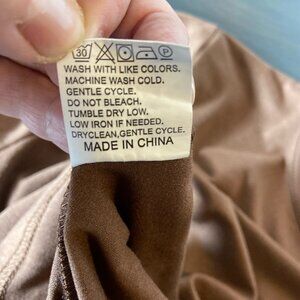 30 P
WASH WITH LIKE COLORS.
MACHINE WASH COLD.
GENTLE CYCLE.
DO NOT BLEACH.
TUMBLE DRY LOW.
LOW IRON IF NEEDED.
DRYCLEAN,GENTLE CYCLE.
MADE IN CHINA